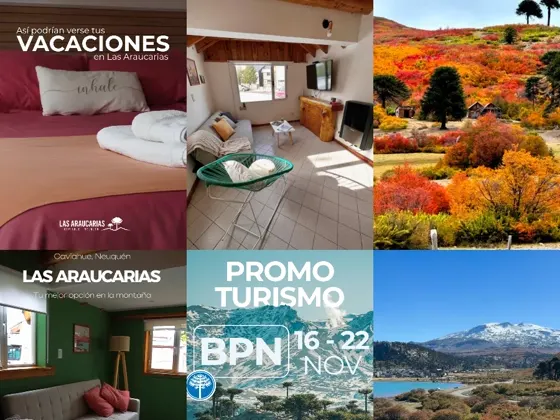 Así podrían verse tus
VACACIONES
en Las Araucarias
inhale
LAS ARAUCARIAS
Caviahue, Neuquén
LAS ARAUCARIAS
Tu mejor opción en la montaña
PROMO
TURISMO
BPN
16 - 22
NOV